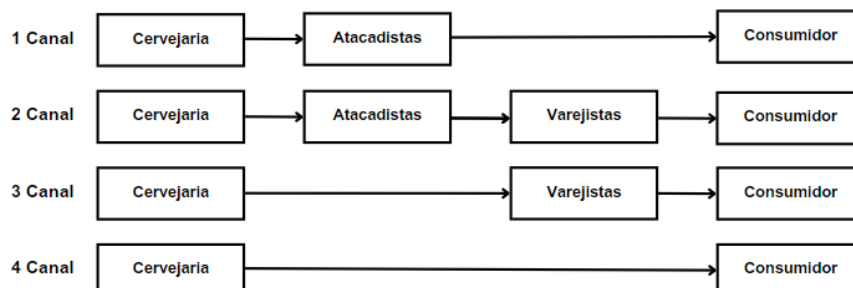 1 Canal Cervejaria Atacadistas Consumidor
2 Canal Cervejaria Atacadistas Varejistas Consumidor
3 Canal Cervejaria Varejistas Consumidor
4 Canal Cervejaria Consumidor